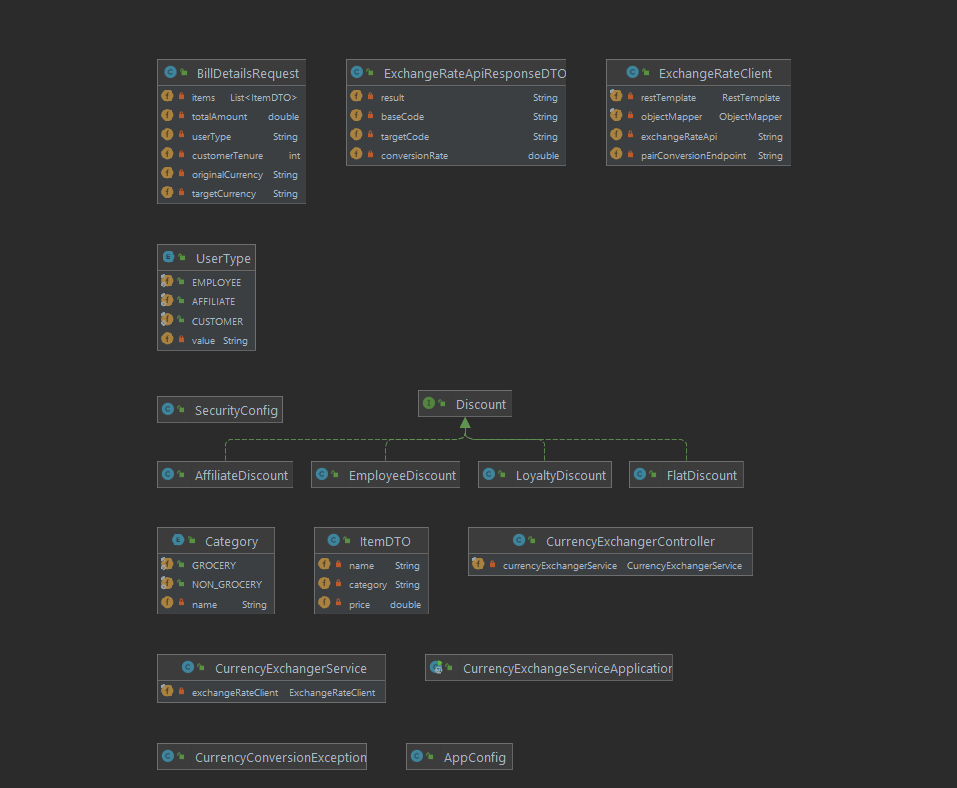 BillDetailsRequest
items List<ItemDTO>
totalAmount double
userType String
customerTenure int
originalCurrency String
targetCurrency String
ExchangeRateApiResponseDTO
result String
baseCode String
targetCode String
conversionRate double
ExchangeRateClient
restTemplate RestTemplate
objectMapper ObjectMapper
exchangeRateApi String
pairConversionEndpoint String
UserType
EMPLOYEE
AFFILIATE
CUSTOMER
value String
SecurityConfig
Discount
AffiliateDiscount
EmployeeDiscount
LoyaltyDiscount
FlatDiscount
Category
GROCERY
NON_GROCERY
name String
ItemDTO
name String
category String
price double
CurrencyExchangerController
currencyExchangerService CurrencyExchangerService
CurrencyExchangerService
exchangeRateClient ExchangeRateClient
CurrencyExchangeServiceApplication
CurrencyConversionException
AppConfig